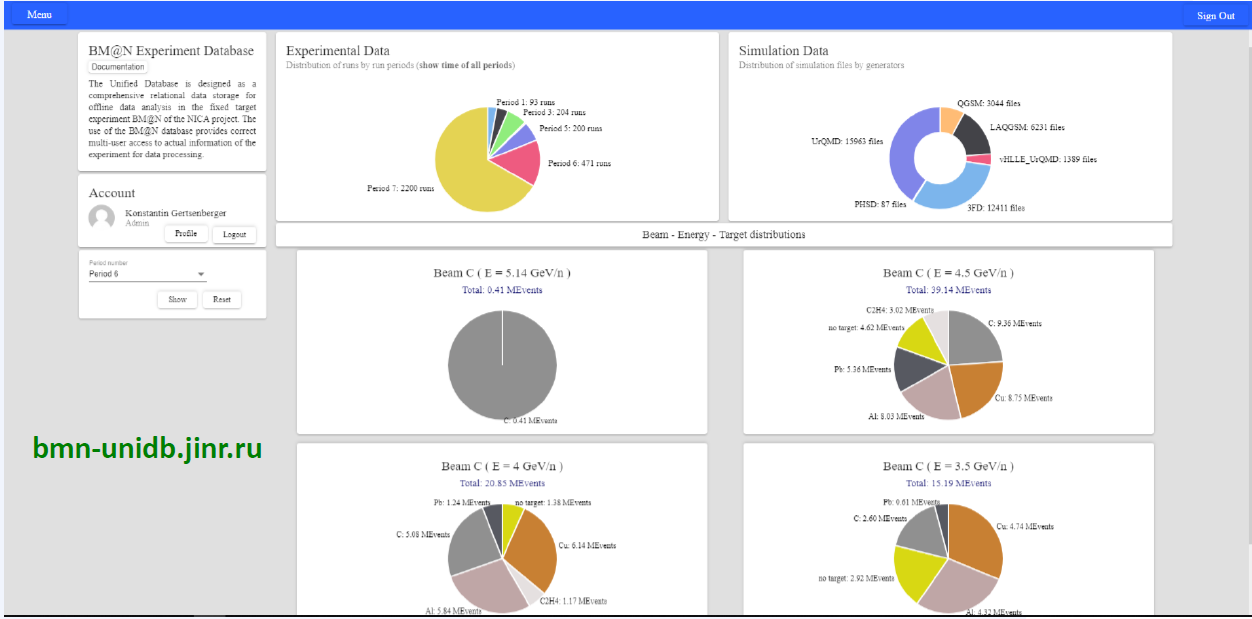 Menu
Sign Out
BM@N Experiment Database
Documentation
The Unified Database is designed as a
comprehensive relational data storage for
offline data analysis in the fixed target
experiment BM@N of the NICA project. The
use of the BM@N database provides correct
multi-user access to actual information of the
experiment for data processing.
Account
Konstantin Gertsenberger
Admin
Profile
Logout
Period number
Period 6
Show
Reset
bmn-unidb.jinr.ru
Experimental Data
Distribution of runs by run periods (show time of all periods)
Period 1: 93 runs
Period 3: 204 runs
Period 5: 200 runs
Period 6: 471 runs
Period 7: 2200 runs
Simulation Data
Distribution of simulation files by generators
QGSM: 3044 files
LAQGSM: 6231 files
UrQMD: 15963 files
vHLLE_UrQMD: 1389 files
PHSD: 87 files
3FD: 12411 files
Beam - Energy - Target distributions
Beam C ( E = 5.14 GeV/n )
Total: 0.41 MEvents
C: 0.41 MEvents
Beam C ( E = 4.5 GeV/n )
Total: 39.14 MEvents
C2H4: 3.02 MEvents
C: 9.36 MEvents
no target: 4.62 MEvents
Pb: 5.36 MEvents
Cu: 8.75 MEvents
Al: 8.03 MEvents
Beam C ( E = 4 GeV/n )
Total: 20.85 MEvents
Pb: 1.24 MEvents
no target: 1.38 MEvents
C: 5.08 MEvents
Cu: 6.14 MEvents
C2H4: 1.17 MEvents
Al: 5.84 MEvents
Beam C ( E = 3.5 GeV/n )
Total: 15.19 MEvents
Pb: 0.61 MEvents
C: 2.60 MEvents
Cu: 4.74 MEvents
no target: 2.92 MEvents
Al: 4.32 MEvents